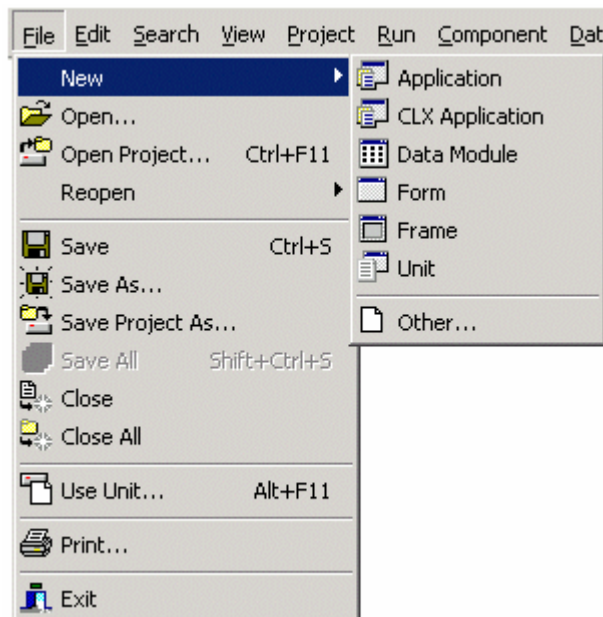 File Edit Search View Project Run Component Dat
New
Open...
Open Project... Ctrl+F11
Reopen
Save Ctrl+S
Save As...
Save Project As...
Save All Shift+Ctrl+S
Close
Close All
Use Unit... Alt+F11
Print...
Exit
Application
CLX Application
Data Module
Form
Frame
Unit
Other...